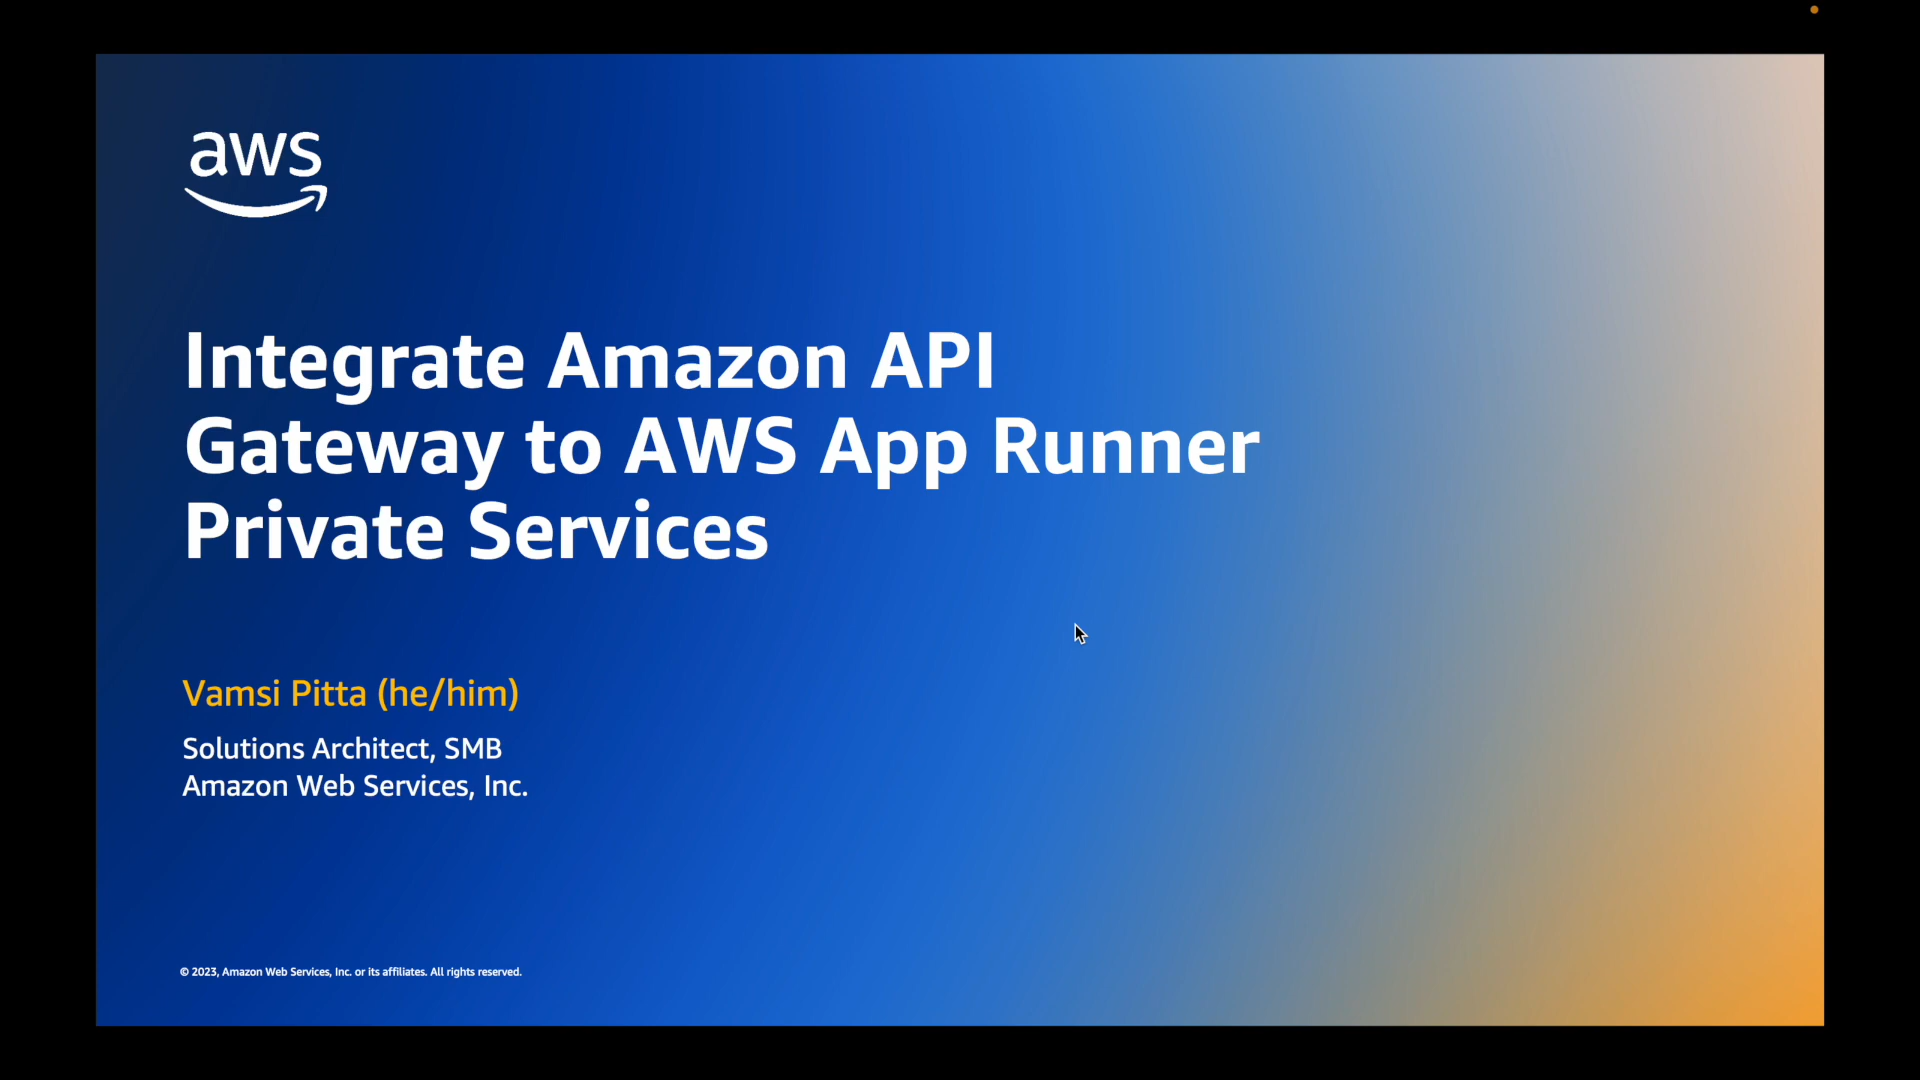 aws
Integrate Amazon API
Gateway to AWS App Runner
Private Services
Vamsi Pitta (he/him)
Solutions Architect, SMB
Amazon Web Services, Inc.
© 2023, Amazon Web Services, Inc. or its affiliates. All rights reserved.